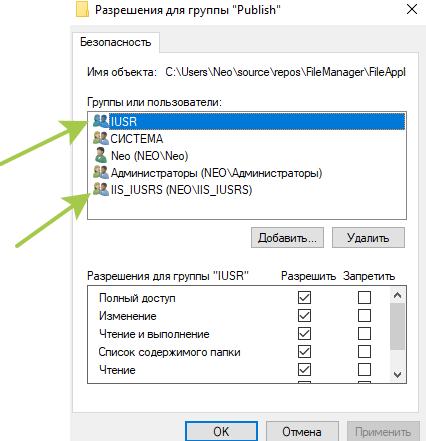 Разрешения для группы "Publish"
Безопасность
Имя объекта: C:\Users\Neo\source\repos\FileManager\FileAppl
Группы или пользователи:
IUSR
СИСТЕМА
Neo (NEO\Neo)
Администраторы (NEO\Администраторы)
IIS_IUSRS (NEO\IIS_IUSRS)
Добавить... Удалить
Разрешения для группы "IUSR" Разрешить Запретить
Полный доступ
Изменение
Чтение и выполнение
Список содержимого папки
Чтение
OK Отмена Применить